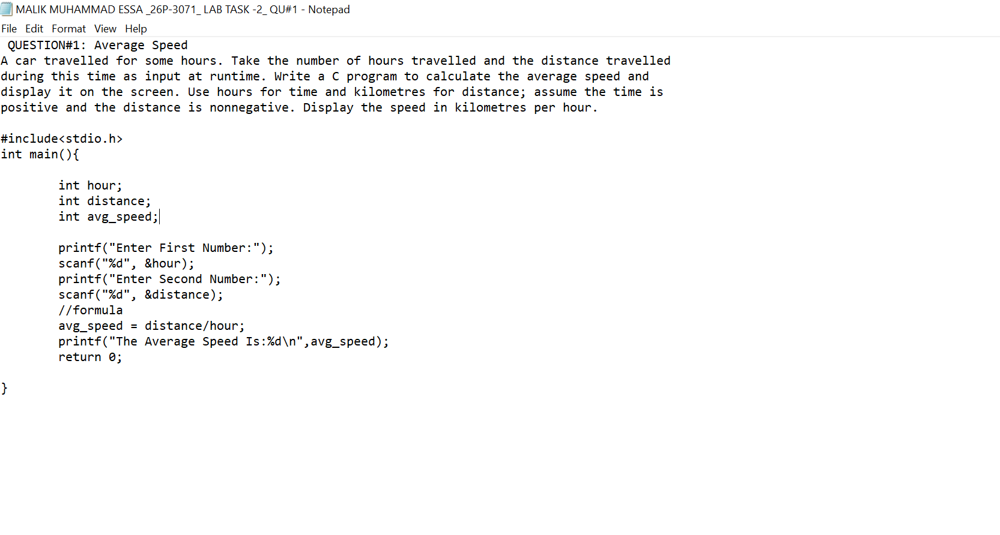 MALIK MUHAMMAD ESSA _26P-3071_ LAB TASK -2_ QU#1 - Notepad
File Edit Format View Help
QUESTION#1: Average Speed
A car travelled for some hours. Take the number of hours travelled and the distance travelled
during this time as input at runtime. Write a C program to calculate the average speed and
display it on the screen. Use hours for time and kilometres for distance; assume the time is
positive and the distance is nonnegative. Display the speed in kilometres per hour.
#include<stdio.h>
int main(){
int hour;
int distance;
int avg_speed;
printf("Enter First Number:");
scanf("%d", &hour);
printf("Enter Second Number:");
scanf("%d", &distance);
//formula
avg_speed = distance/hour;
printf("The Average Speed Is:%d\n",avg_speed);
return 0;
}